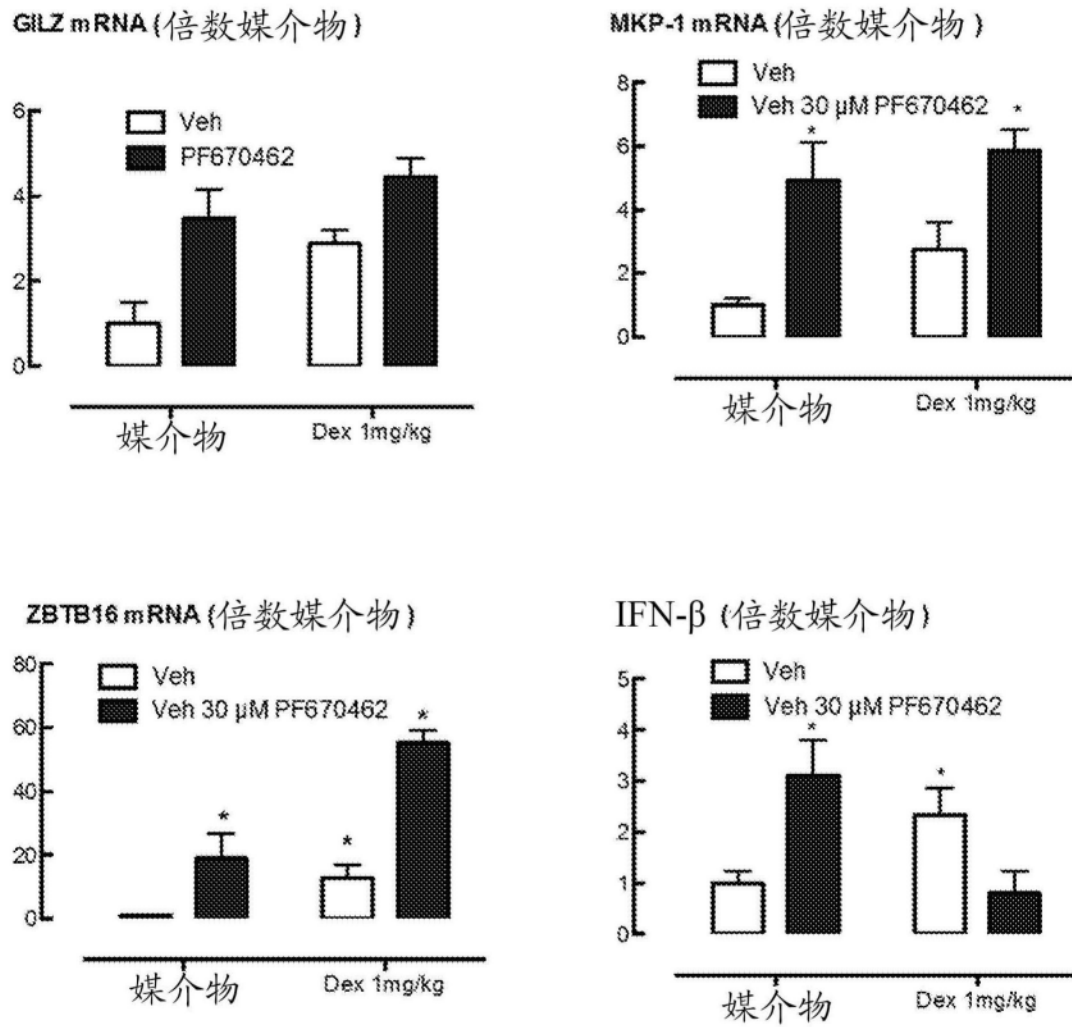 GILZ mRNA (倍数媒介物)
Veh
PF670462
6
4
2
0
媒介物
Dex 1mg/kg
MKP-1 mRNA (倍数媒介物)
Veh
Veh 30 μM PF670462
8
6
4
2
0
*
*
媒介物
Dex 1mg/kg
ZBTB16 mRNA (倍数媒介物)
Veh
Veh 30 μM PF670462
80
60
40
20
0
*
*
*
媒介物
Dex 1mg/kg
IFN-β (倍数媒介物)
Veh
Veh 30 μM PF670462
5
4
3
2
1
0
*
*
媒介物
Dex 1mg/kg